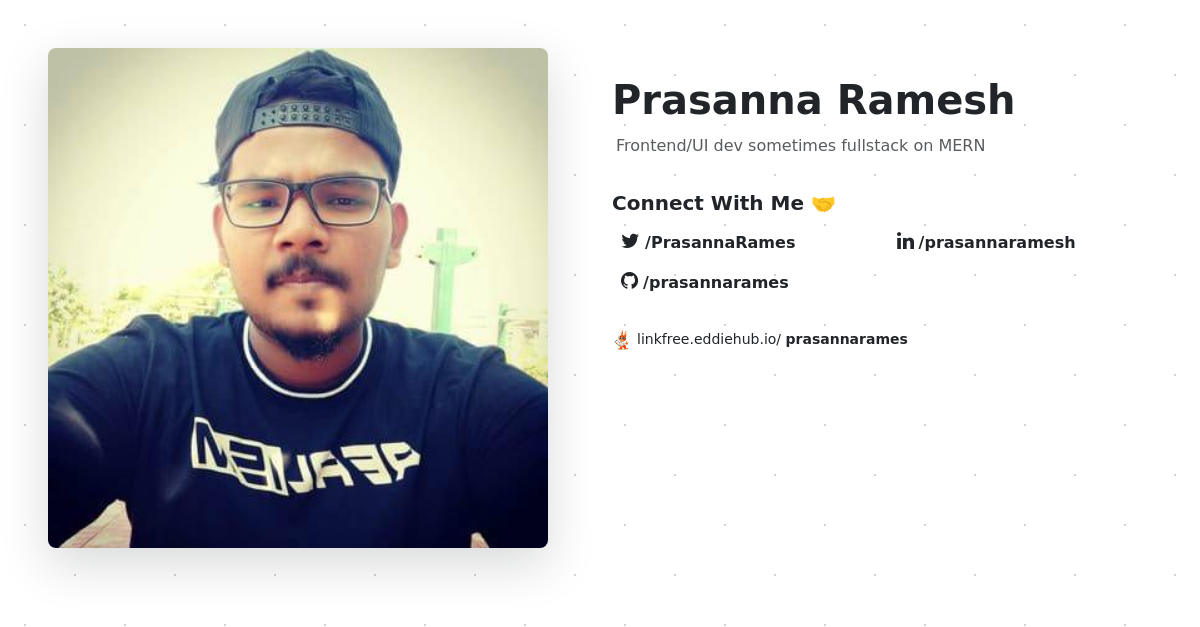 Prasanna Ramesh
Frontend/UI dev sometimes fullstack on MERN
Connect With Me 🤝
/PrasannaRames
/prasannaramesh
/prasannarames
linkfree.eddiehub.io/ prasannarames